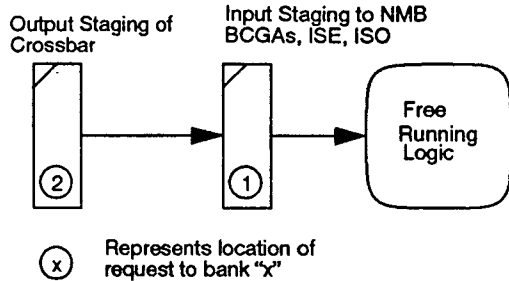 Output Staging of
Crossbar
Input Staging to NMB
BCGAs, ISE, ISO
Free
Running
Logic
2
1
x
Represents location of
request to bank "x"